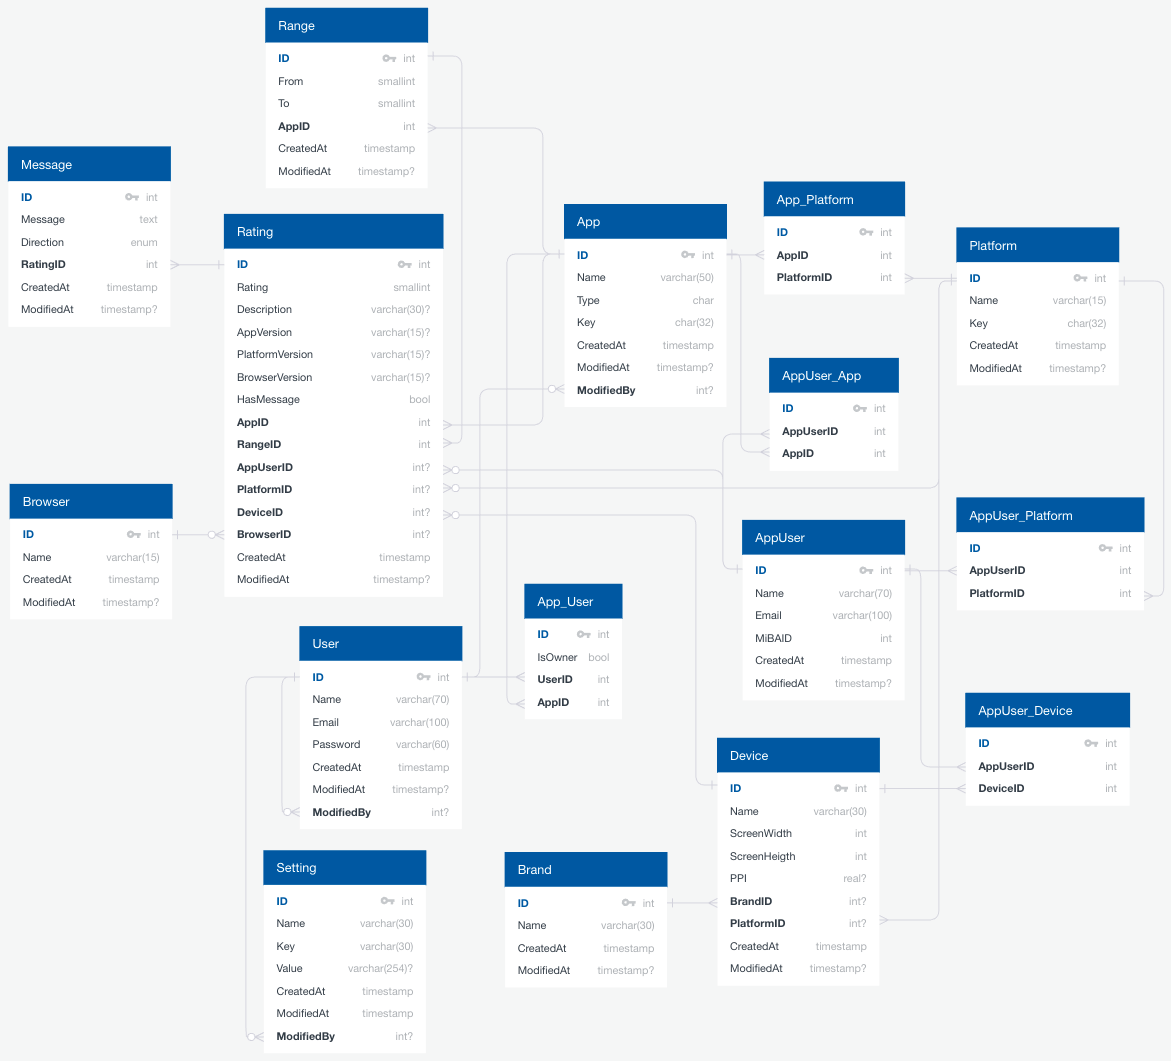 Range
ID int
From smallint
To smallint
AppID int
CreatedAt timestamp
ModifiedAt timestamp?
Message
ID int
Message text
Direction enum
RatingID int
CreatedAt timestamp
ModifiedAt timestamp?
Rating
ID int
Rating smallint
Description varchar(30)?
AppVersion varchar(15)?
PlatformVersion varchar(15)?
BrowserVersion varchar(15)?
HasMessage bool
AppID int
RangeID int
AppUserID int?
PlatformID int?
DeviceID int?
BrowserID int?
CreatedAt timestamp
ModifiedAt timestamp?
App
ID int
Name varchar(50)
Type char
Key char(32)
CreatedAt timestamp
ModifiedAt timestamp?
ModifiedBy int?
App_Platform
ID int
AppID int
PlatformID int
Platform
ID int
Name varchar(15)
Key char(32)
CreatedAt timestamp
ModifiedAt timestamp?
AppUser_App
ID int
AppUserID int
AppID int
Browser
ID int
Name varchar(15)
CreatedAt timestamp
ModifiedAt timestamp?
AppUser
ID int
Name varchar(70)
Email varchar(100)
MiBAID int
CreatedAt timestamp
ModifiedAt timestamp?
AppUser_Platform
ID int
AppUserID int
PlatformID int
App_User
ID int
IsOwner bool
UserID int
AppID int
User
ID int
Name varchar(70)
Email varchar(100)
Password varchar(60)
CreatedAt timestamp
ModifiedAt timestamp?
ModifiedBy int?
AppUser_Device
ID int
AppUserID int
DeviceID int
Device
ID int
Name varchar(30)
ScreenWidth int
ScreenHeigth int
PPI real?
BrandID int?
PlatformID int?
CreatedAt timestamp
ModifiedAt timestamp?
Setting
ID int
Name varchar(30)
Key varchar(30)
Value varchar(254)?
CreatedAt timestamp
ModifiedAt timestamp
ModifiedBy int?
Brand
ID int
Name varchar(30)
CreatedAt timestamp
ModifiedAt timestamp?